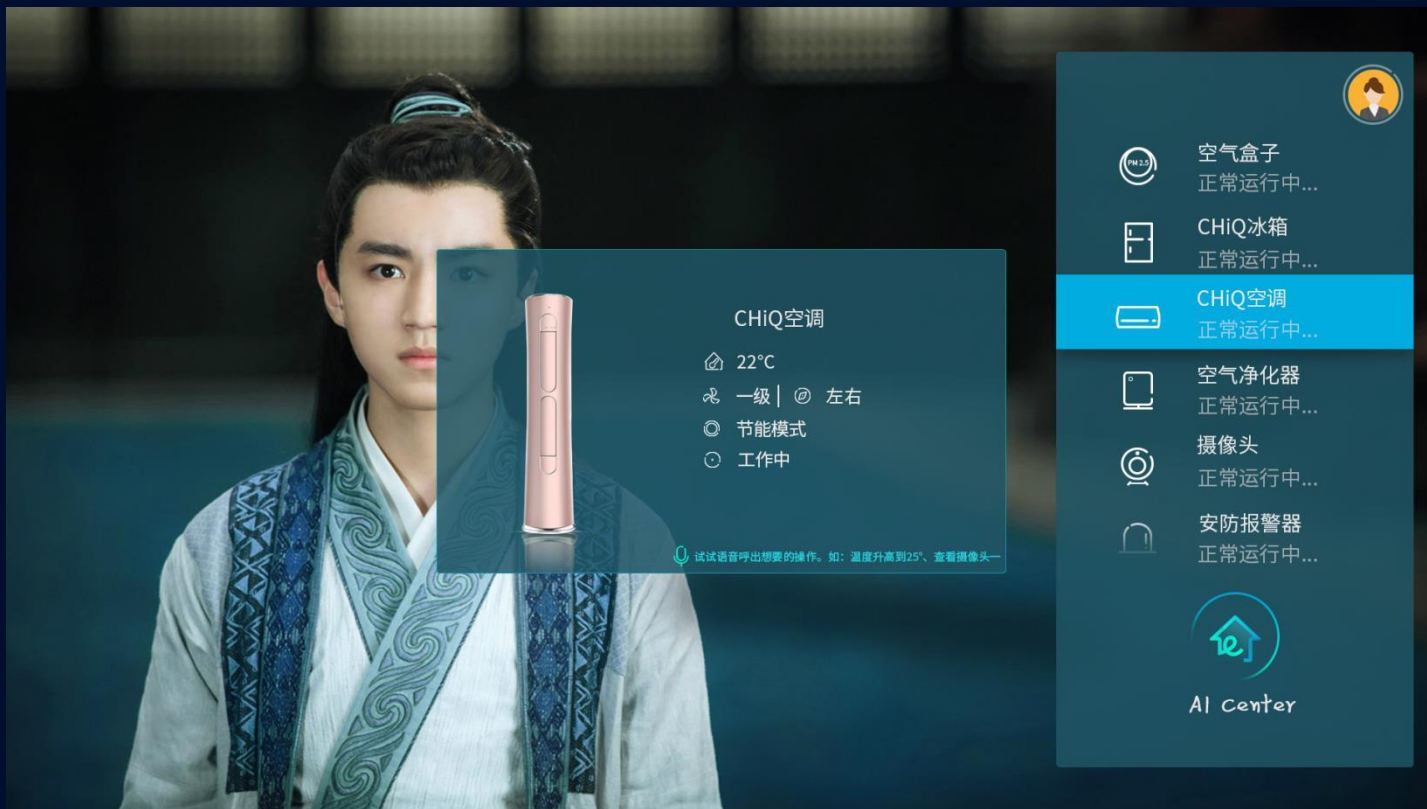 CHiQ空调
22°C
一级 | 左右
节能模式
工作中
试试语音呼出想要的操作。如：温度升高到25°、查看摄像头一
PM 2.5
空气盒子
正常运行中...
CHiQ冰箱
正常运行中...
CHiQ空调
正常运行中...
空气净化器
正常运行中...
摄像头
正常运行中...
安防报警器
正常运行中...
AI Center